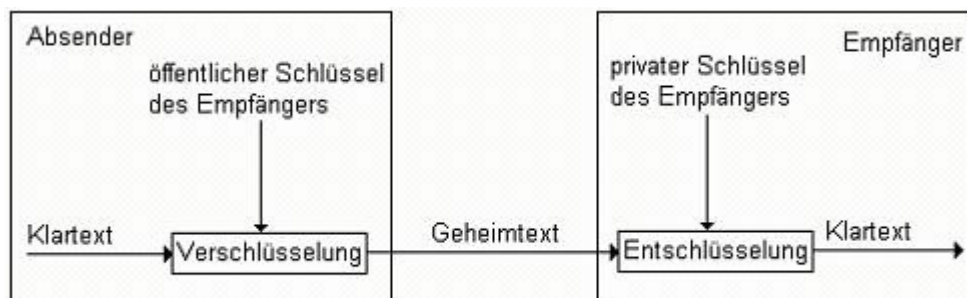 Absender
öffentlicher Schlüssel
des Empfängers
Klartext
Verschlüsselung
Geheimtext
Empfänger
privater Schlüssel
des Empfängers
Entschlüsselung
Klartext